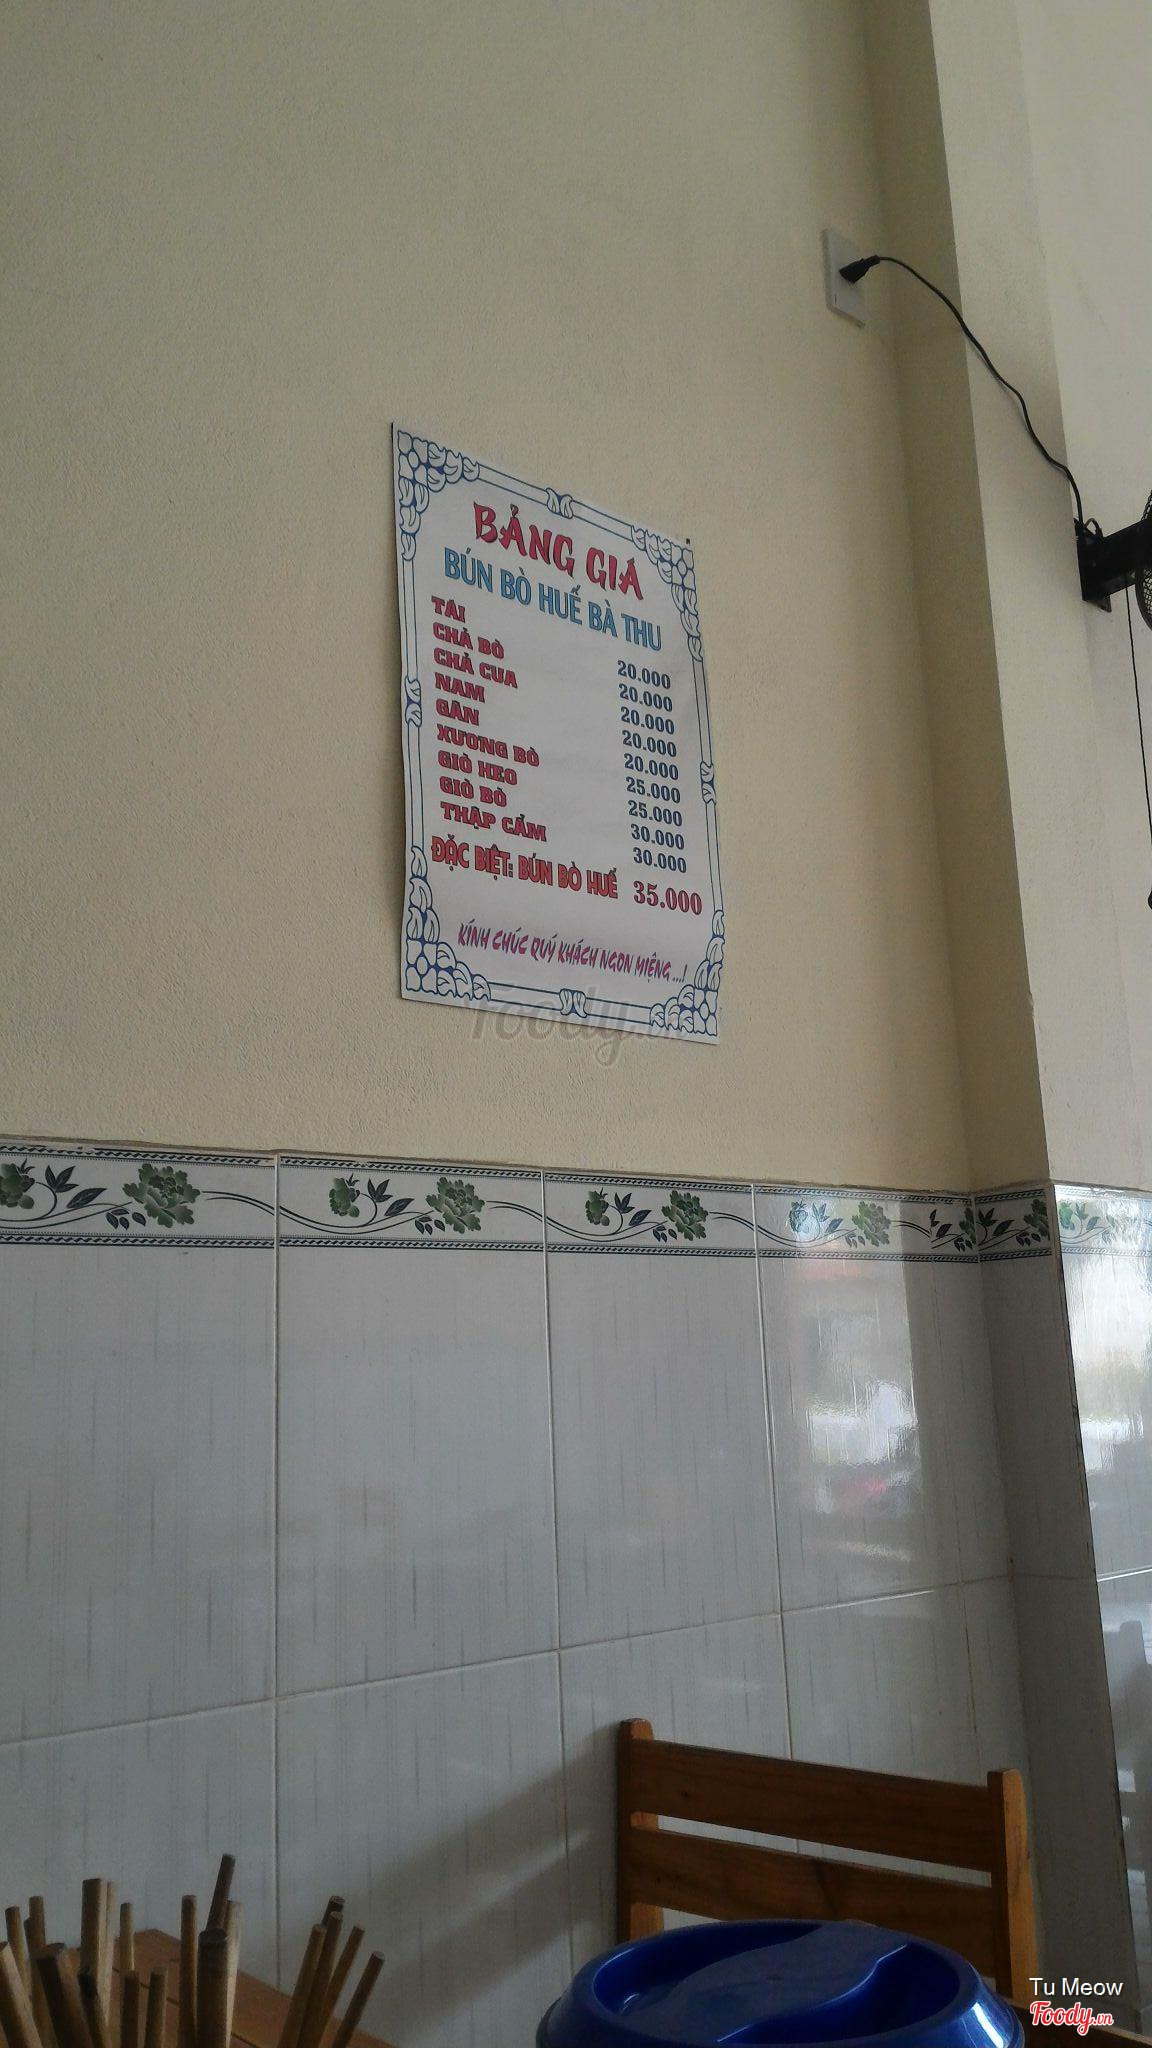 BẢNG GIÁ
BÚN BÒ HUẾ BÀ THU
TÁI 20.000
CHẢ BÒ 20.000
CHẢ CUA 20.000
NẠM 20.000
GÂN 20.000
XƯƠNG BÒ 25.000
GIÒ HEO 25.000
GIÒ BÒ 30.000
THẬP CẨM 30.000
ĐẶC BIỆT: BÚN BÒ HUẾ 35.000
KÍNH CHÚC QUÝ KHÁCH NGON MIỆNG...!
Foody.vn
Tu Meow
Foody.vn